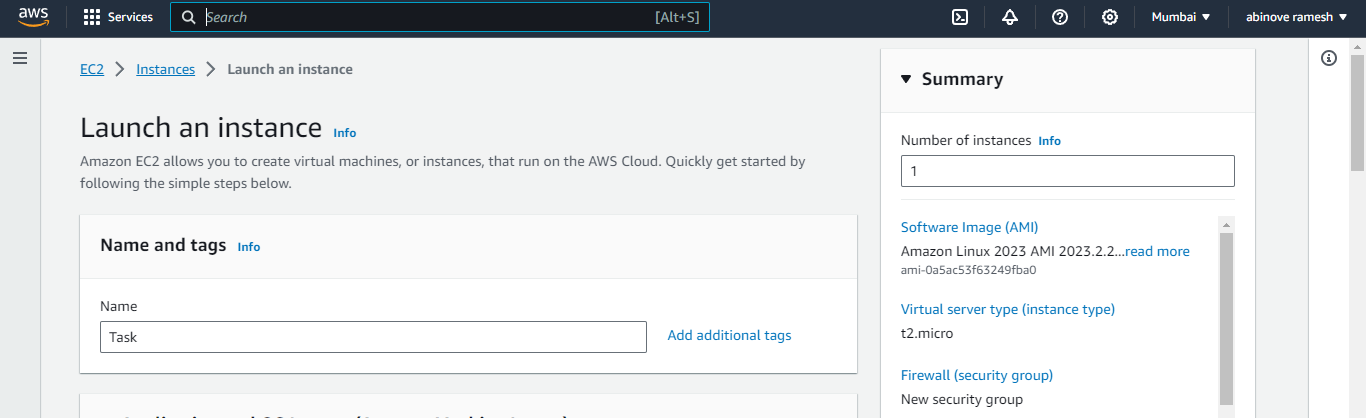 aws
Services
Search
[Alt+S]
Mumbai
abinove ramesh
EC2
Instances
Launch an instance
Launch an instance
Info
Amazon EC2 allows you to create virtual machines, or instances, that run on the AWS Cloud. Quickly get started by
following the simple steps below.
Name and tags
Info
Name
Task
Add additional tags
Summary
Number of instances
Info
1
Software Image (AMI)
Amazon Linux 2023 AMI 2023.2.2...read more
ami-0a5ac53f63249fba0
Virtual server type (instance type)
t2.micro
Firewall (security group)
New security group